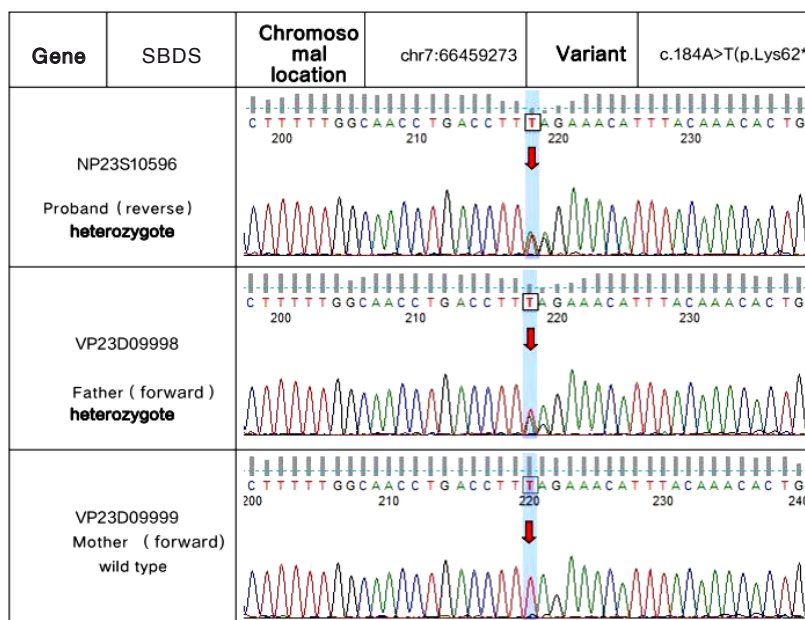 Gene SBDS Chromoso
mal
location chr7:66459273 Variant c.184A>T(p.Lys62*
C T T T T T G G C A A C C T G A C C T T T A G A A A C A T T T A C A A A C A C T G
200 210 220 230
NP23S10596
Proband (reverse)
heterozygote
C T T T T T G G C A A C C T G A C C T T T A G A A A C A T T T A C A A A C A C T G
200 210 220 230
VP23D09998
Father (forward)
heterozygote
C T T T T T G G C A A C C T G A C C T T T A G A A A C A T T T A C A A A C A C T G
200 210 220 230 240
VP23D09999
Mother (forward)
wild type